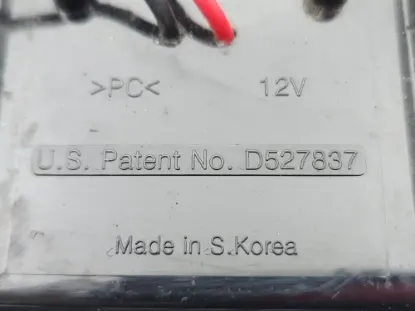 >PC< 12V
U.S. Patent No. D527837
Made in S.Korea